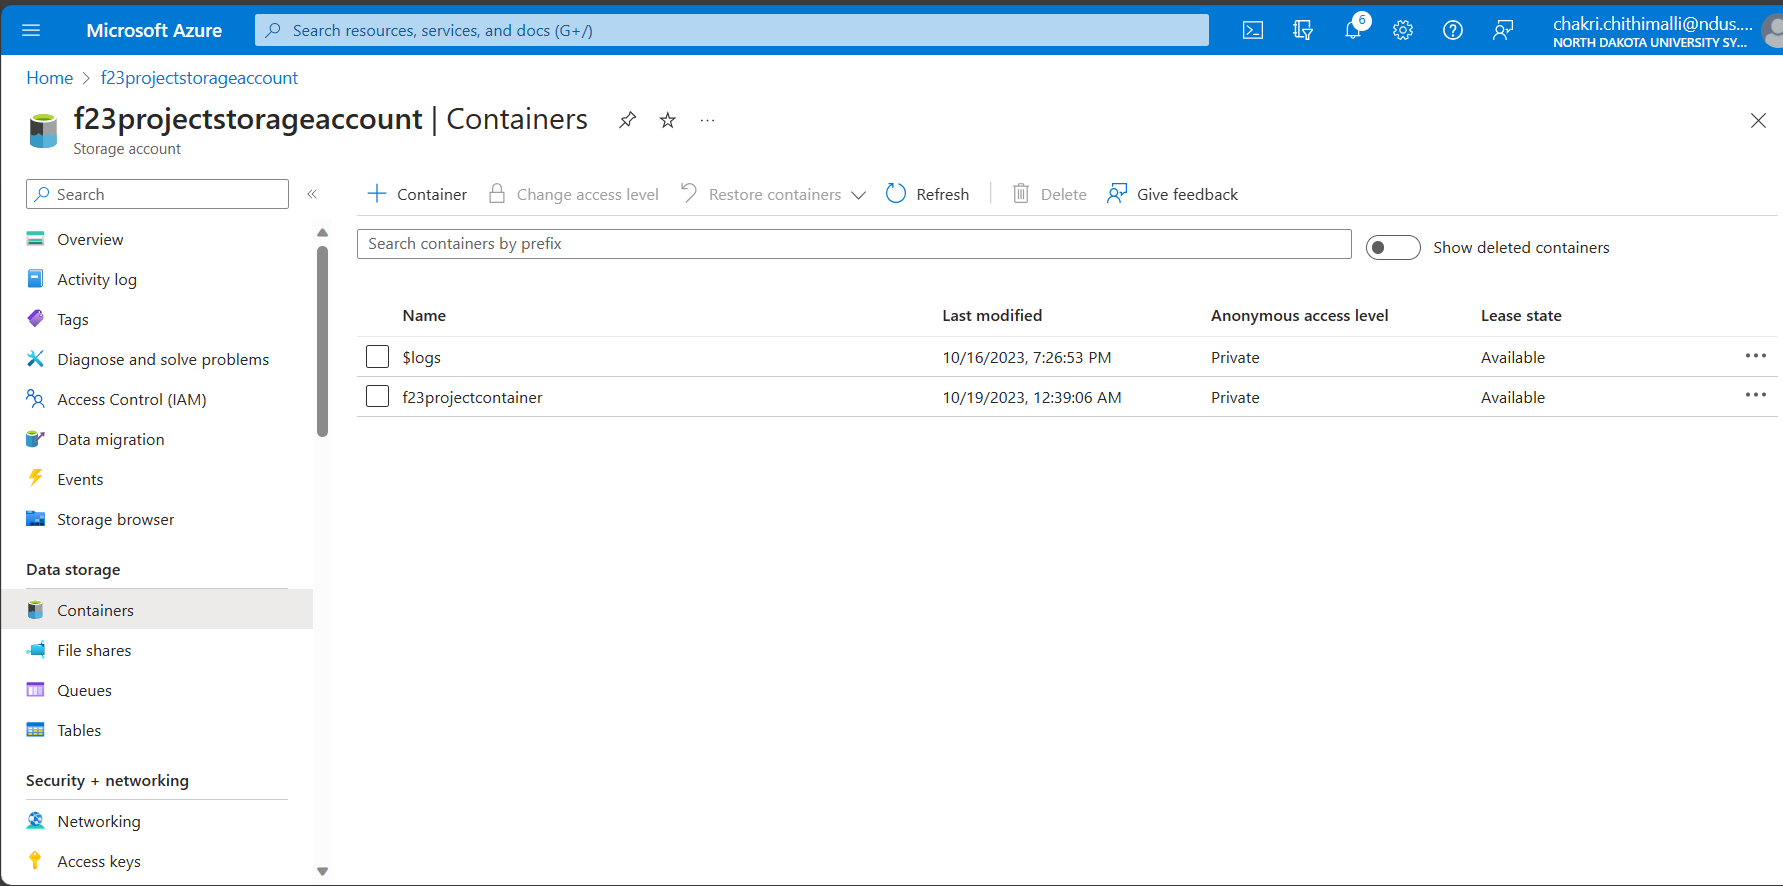 Microsoft Azure
Search resources, services, and docs (G+/)
6
chakri.chithimalli@ndus....
NORTH DAKOTA UNIVERSITY SY...
Home > f23projectstorageaccount
f23projectstorageaccount | Containers
...
Storage account
Search
«
Overview
Activity log
Tags
Diagnose and solve problems
Access Control (IAM)
Data migration
Events
Storage browser
Data storage
Containers
File shares
Queues
Tables
Security + networking
Networking
Access keys
+ Container
Change access level
Restore containers
Refresh
Delete
Give feedback
Search containers by prefix
Show deleted containers
Name Last modified Anonymous access level Lease state
$logs 10/16/2023, 7:26:53 PM Private Available ...
f23projectcontainer 10/19/2023, 12:39:06 AM Private Available ...